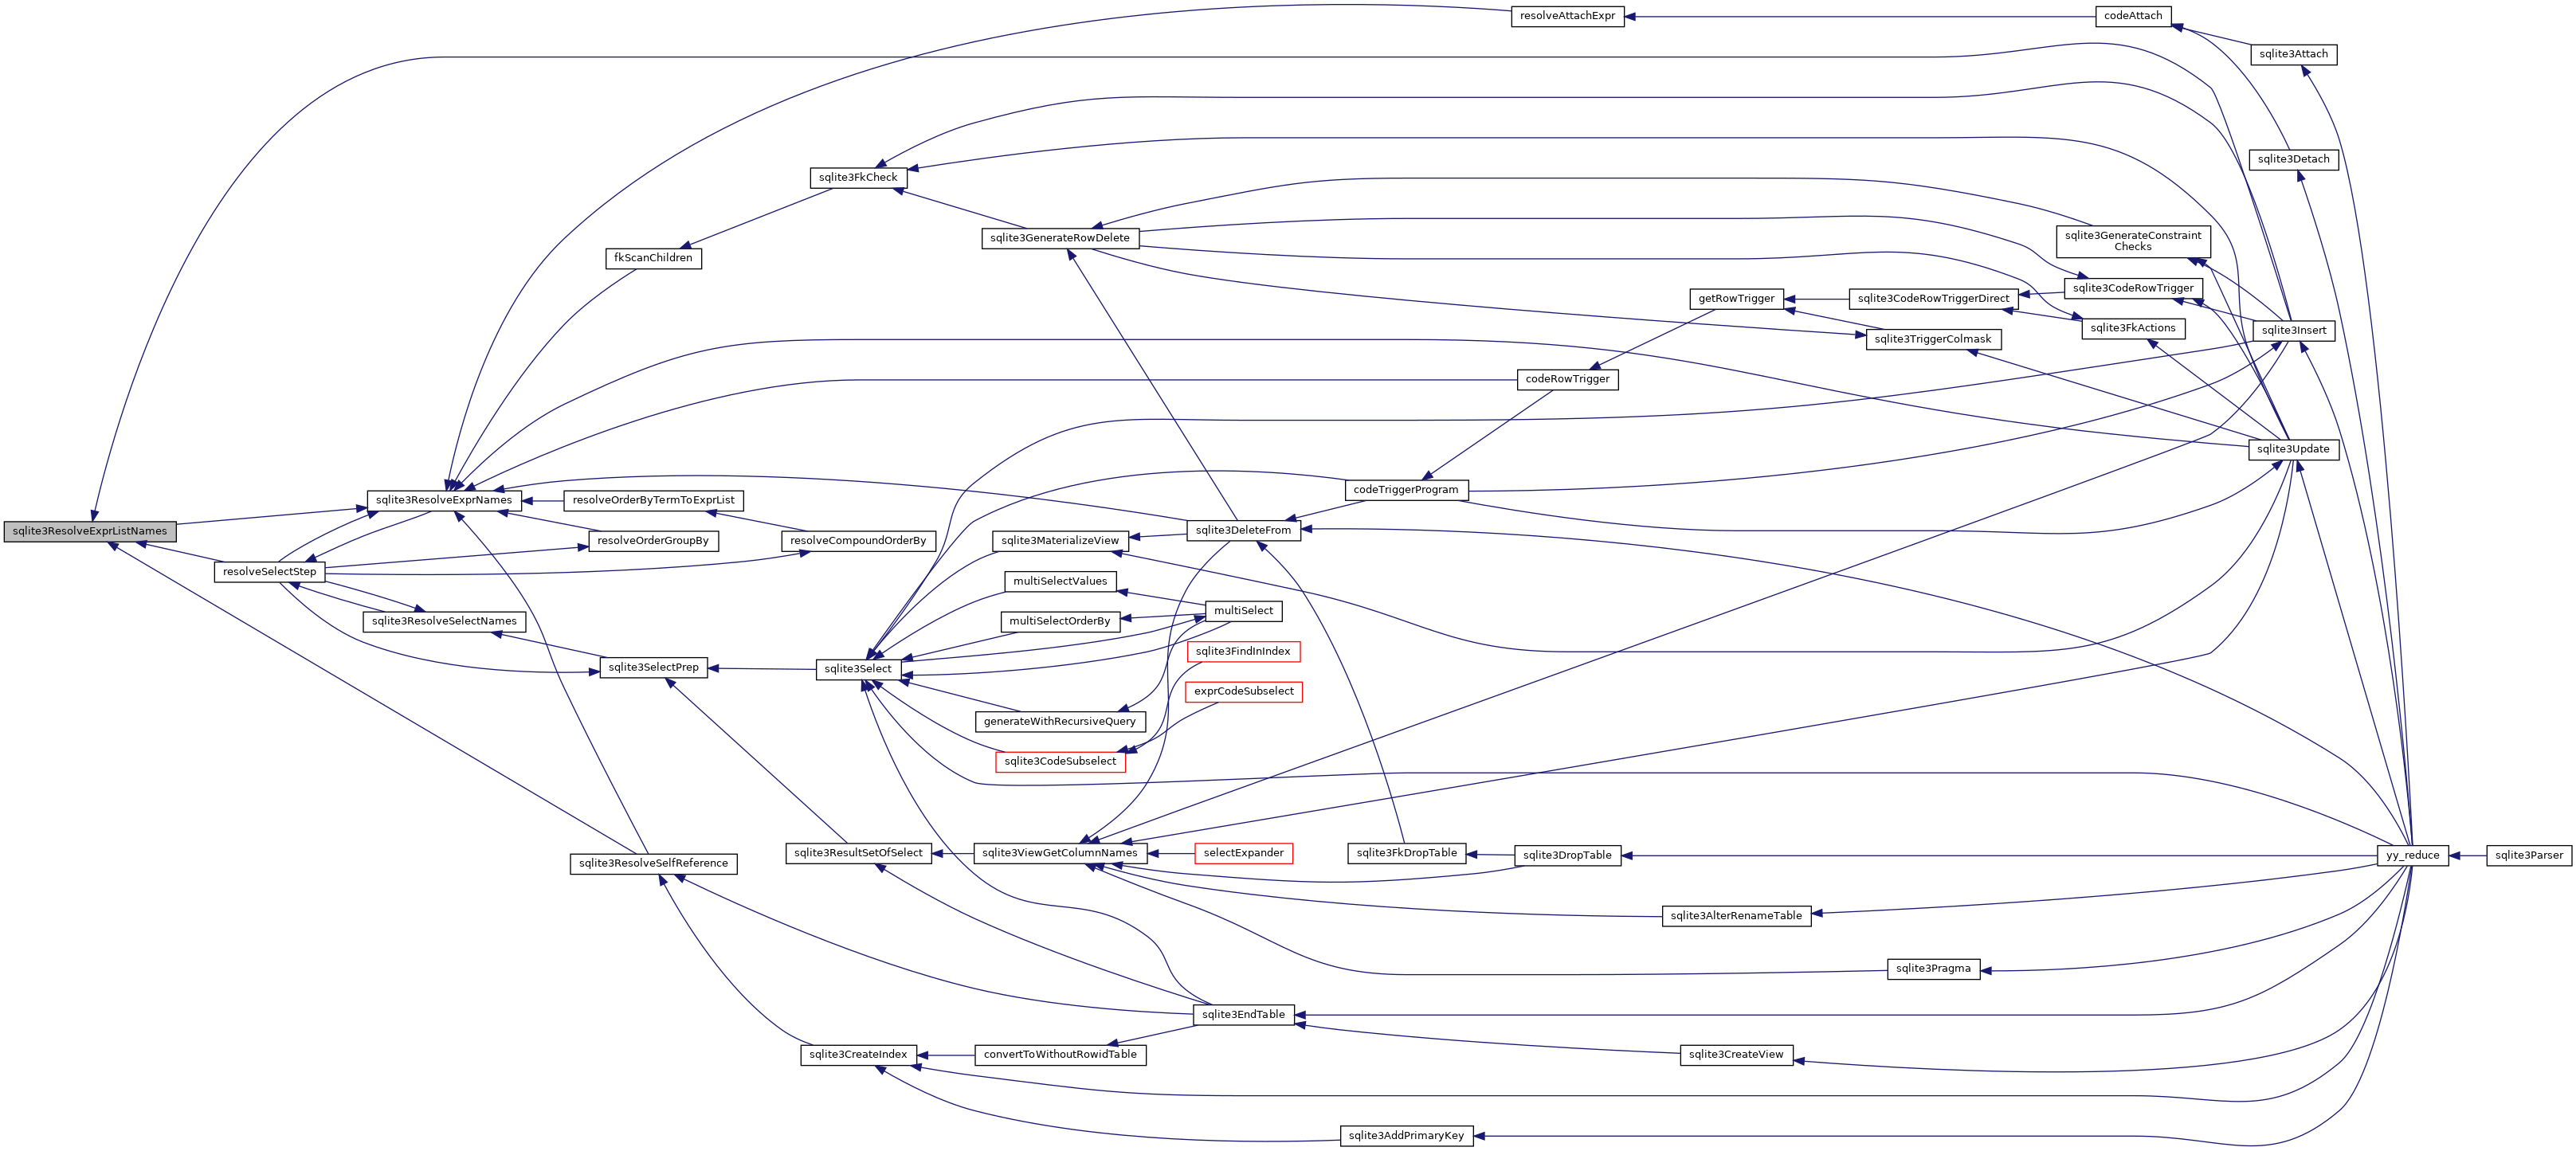 resolveAttachExpr
codeAttach
sqlite3Attach
sqlite3Detach
sqlite3FkCheck
sqlite3GenerateRowDelete
sqlite3GenerateConstraint
Checks
fkScanChildren
sqlite3CodeRowTrigger
getRowTrigger
sqlite3CodeRowTriggerDirect
sqlite3FkActions
sqlite3Insert
sqlite3TriggerColmask
codeRowTrigger
sqlite3Update
codeTriggerProgram
sqlite3ResolveExprNames
resolveOrderByTermToExprList
sqlite3ResolveExprListNames
sqlite3DeleteFrom
resolveOrderGroupBy
resolveCompoundOrderBy
sqlite3MaterializeView
resolveSelectStep
multiSelectValues
multiSelect
sqlite3ResolveSelectNames
multiSelectOrderBy
sqlite3FindInIndex
sqlite3SelectPrep
sqlite3Select
exprCodeSubselect
generateWithRecursiveQuery
sqlite3CodeSubselect
sqlite3ResolveSelfReference
sqlite3ResultSetOfSelect
sqlite3ViewGetColumnNames
selectExpander
sqlite3FkDropTable
sqlite3DropTable
yy_reduce
sqlite3Parser
sqlite3AlterRenameTable
sqlite3Pragma
sqlite3EndTable
sqlite3CreateIndex
convertToWithoutRowidTable
sqlite3CreateView
sqlite3AddPrimaryKey